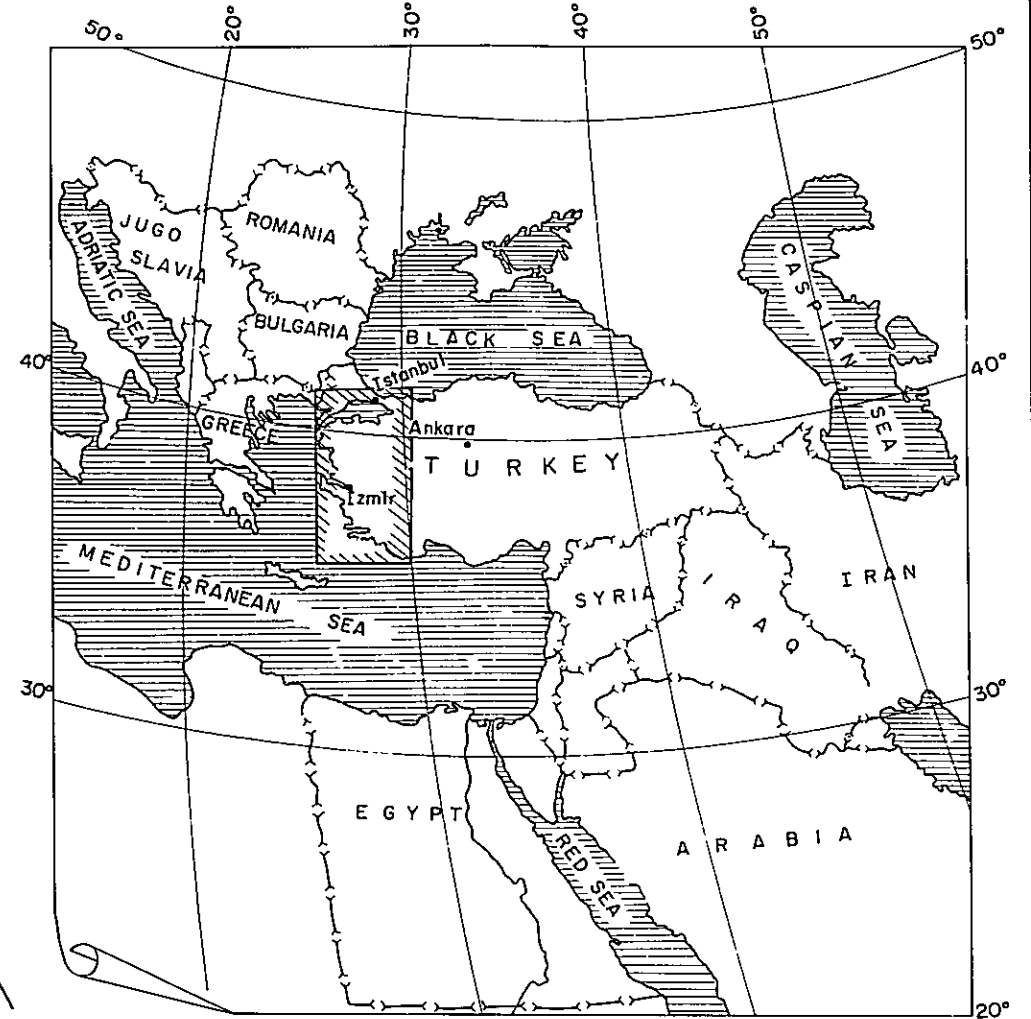 50° 20° 30° 40° 50° 50°
JUGO
SLAVIA
ROMANIA
ADRIATIC SEA
BULGARIA
BLACK SEA
CASPIAN SEA
40°
40°
Istanbul
GREECE
Ankara
TURKEY
Izmir
MEDITERRANEAN SEA
SYRIA
IRAQ
IRAN
30°
30°
EGYPT
ARABIA
RED SEA
20°